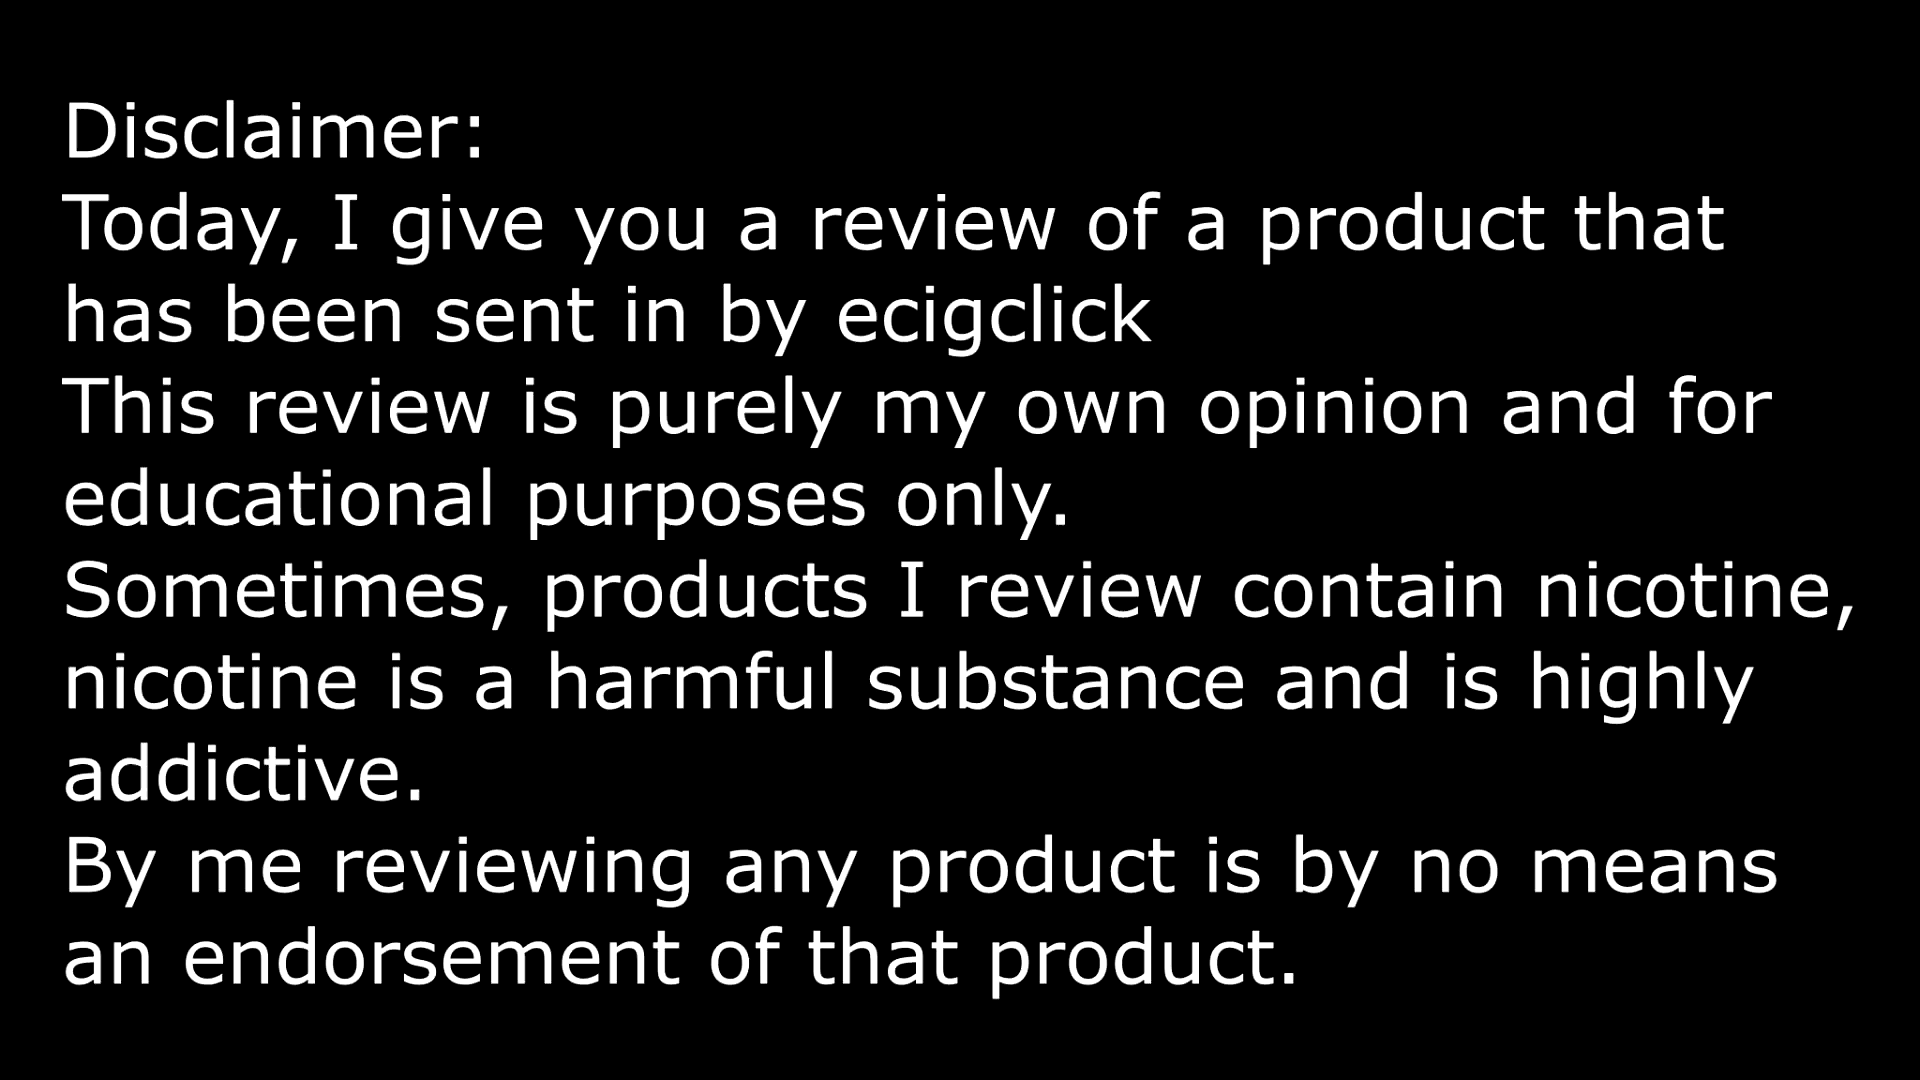 Disclaimer:
Today, I give you a review of a product that
has been sent in by ecigclick
This review is purely my own opinion and for
educational purposes only.
Sometimes, products I review contain nicotine,
nicotine is a harmful substance and is highly
addictive.
By me reviewing any product is by no means
an endorsement of that product.